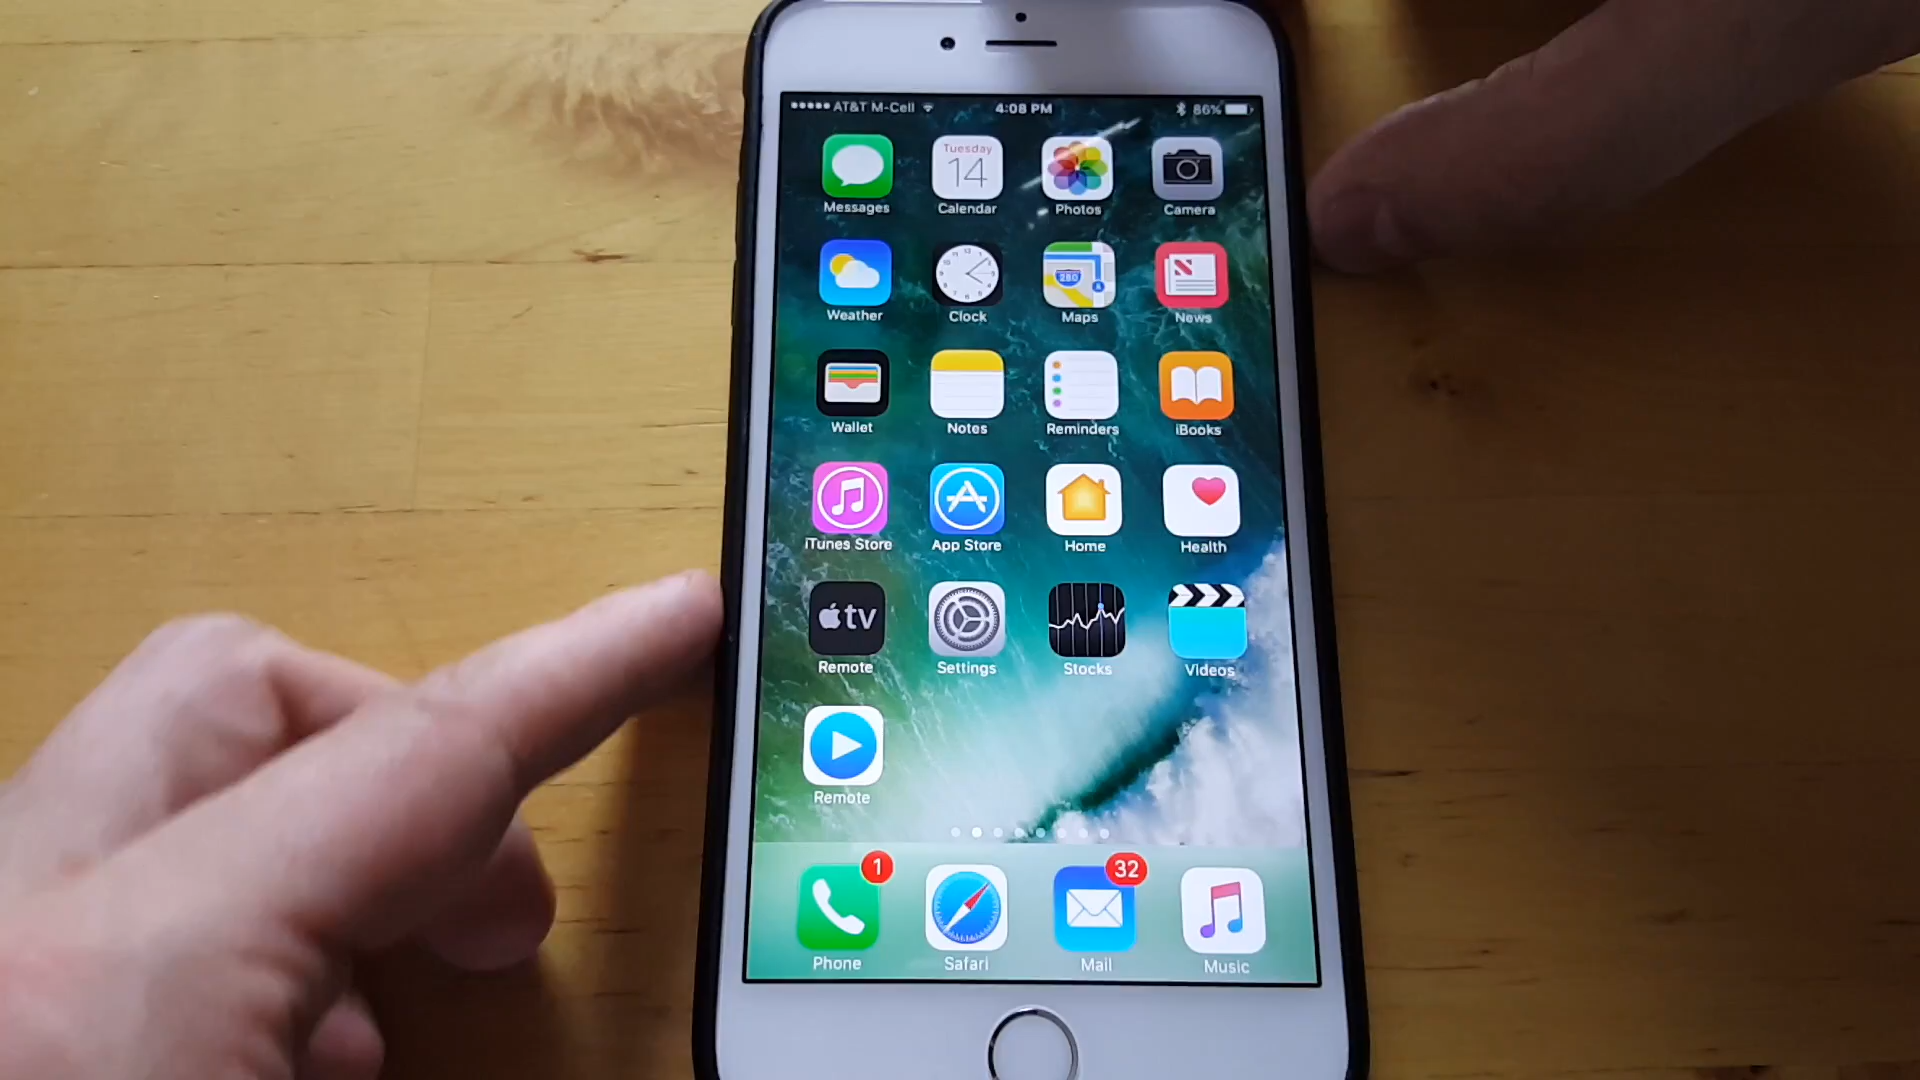 AT&T M-Cell 4:08 PM 86%
Tuesday
14
Messages Calendar Photos Camera
280
Weather Clock Maps News
Wallet Notes Reminders iBooks
iTunes Store App Store Home Health
tv
Remote Settings Stocks Videos
Remote
1 32
Phone Safari Mail Music